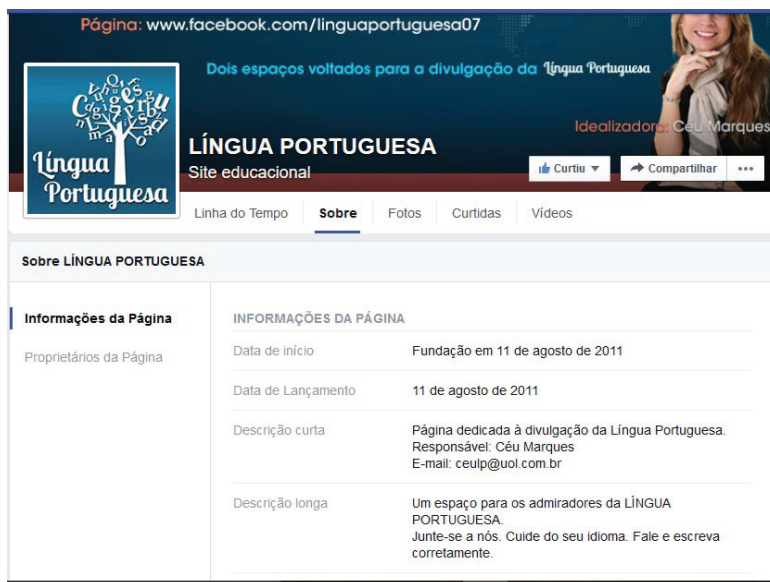 Página: www.facebook.com/linguaportuguesa07
Dois espaços voltados para a divulgação da Língua Portuguesa
Idealizadora: Céu Marques
Língua
Portuguesa
LÍNGUA PORTUGUESA
Site educacional
Curtiu
Compartilhar
Linha do Tempo Sobre Fotos Curtidas Vídeos
Sobre LÍNGUA PORTUGUESA
Informações da Página
Proprietários da Página
INFORMAÇÕES DA PÁGINA
Data de início Fundação em 11 de agosto de 2011
Data de Lançamento 11 de agosto de 2011
Descrição curta Página dedicada à divulgação da Língua Portuguesa.
Responsável: Céu Marques
E-mail: ceulp@uol.com.br
Descrição longa Um espaço para os admiradores da LÍNGUA
PORTUGUESA.
Junte-se a nós. Cuide do seu idioma. Fale e escreva
corretamente.